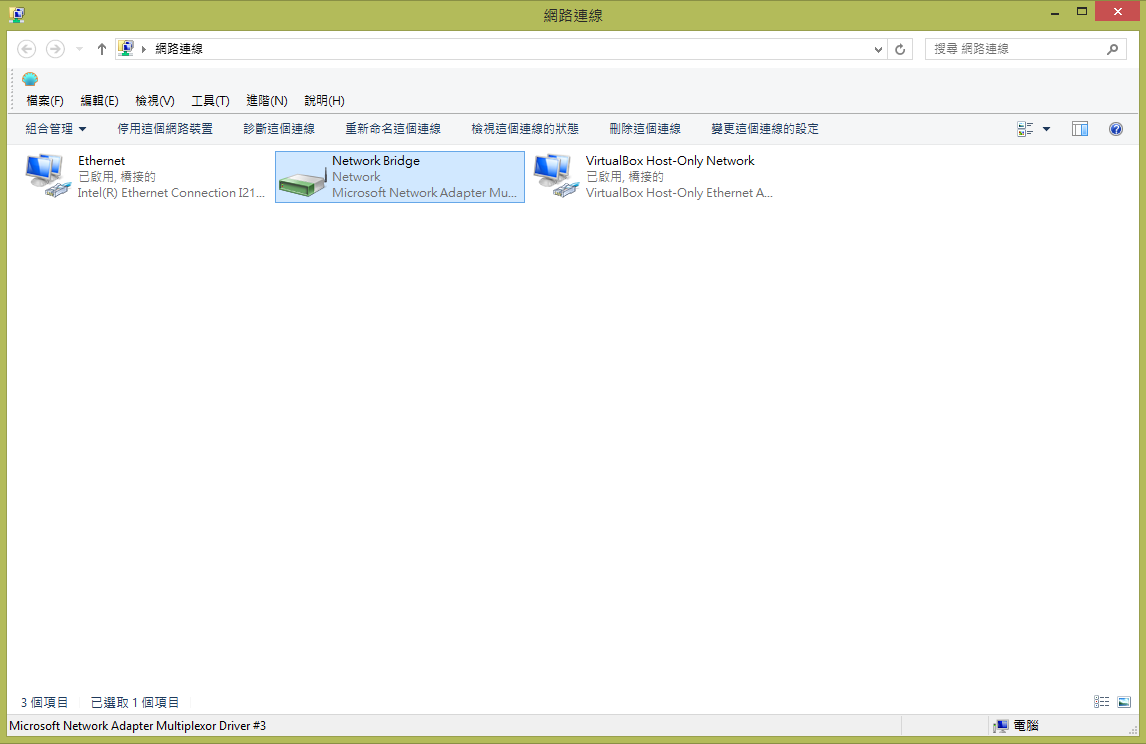 網路連線
網路連線
搜尋 網路連線
檔案(F) 編輯(E) 檢視(V) 工具(T) 進階(N) 說明(H)
組合管理 停用這個網路裝置 診斷這個連線 重新命名這個連線 檢視這個連線的狀態 刪除這個連線 變更這個連線的設定
Ethernet
已啟用, 橋接的
Intel(R) Ethernet Connection I21...
Network Bridge
Network
Microsoft Network Adapter Mu...
VirtualBox Host-Only Network
已啟用, 橋接的
VirtualBox Host-Only Ethernet A...
3 個項目 已選取 1 個項目
Microsoft Network Adapter Multiplexor Driver #3 電腦